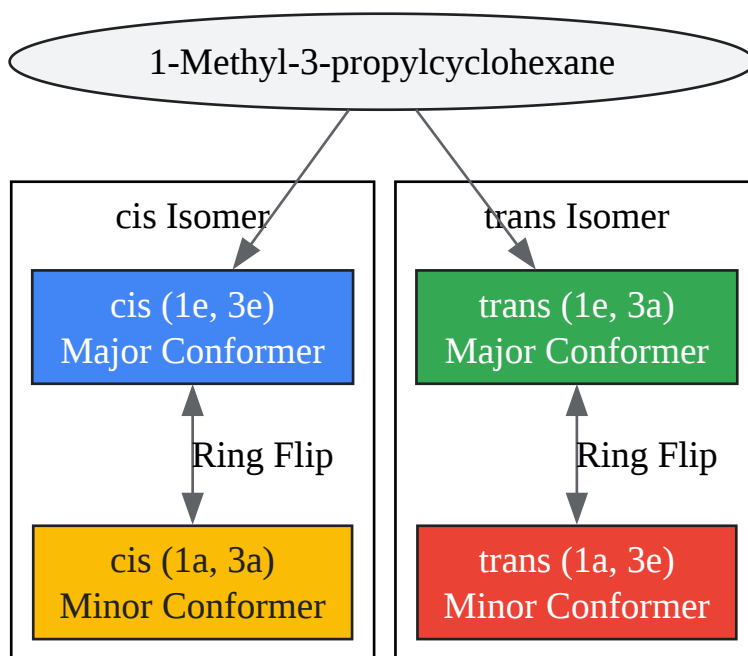 1-Methyl-3-propylcyclohexane
cis Isomer
cis (1e, 3e)
Major Conformer
Ring Flip
cis (1a, 3a)
Minor Conformer
trans Isomer
trans (1e, 3a)
Major Conformer
Ring Flip
trans (1a, 3e)
Minor Conformer